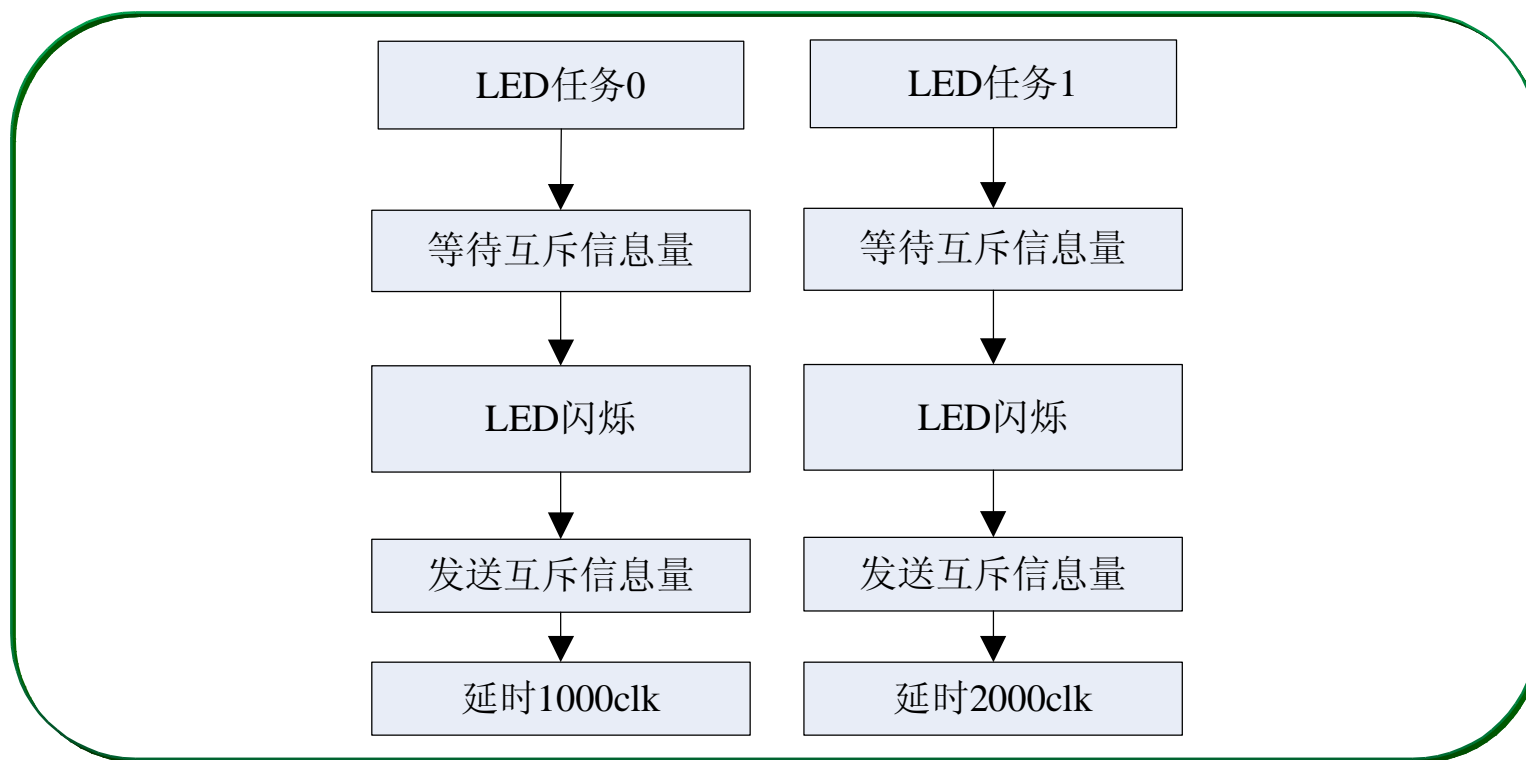 LED任务0
等待互斥信息量
LED闪烁
发送互斥信息量
延时1000clk
LED任务1
等待互斥信息量
LED闪烁
发送互斥信息量
延时2000clk